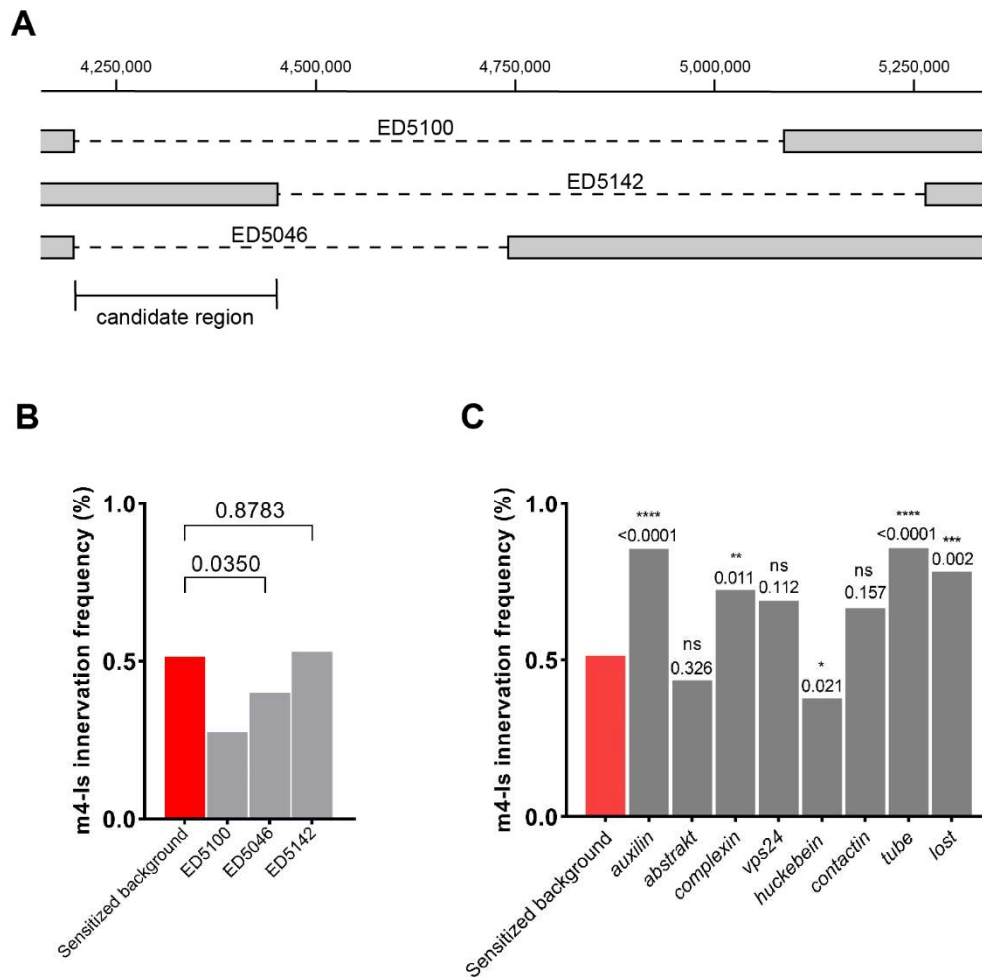 A
4,250,000 4,500,000 4,750,000 5,000,000 5,250,000
ED5100
ED5142
ED5046
candidate region
B
m4-Is innervation frequency (%)
1.0
0.5
0.0
0.8783
0.0350
Sensitized background
ED5100
ED5046
ED5142
C
m4-Is innervation frequency (%)
1.0
0.5
0.0
****
<0.0001
ns
0.326
**
0.011
ns
0.112
*
0.021
ns
0.157
****
<0.0001
***
0.002
Sensitized background
auxilin
abstrakt
complexin
vps24
huckebein
contactin
tube
lost